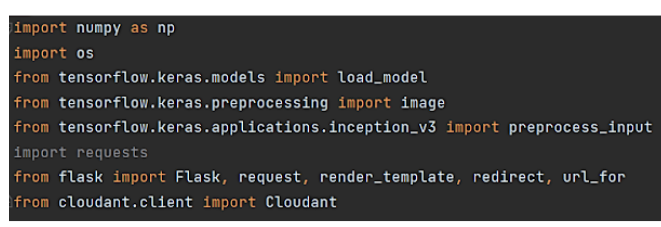 import numpy as np
import os
from tensorflow.keras.models import load_model
from tensorflow.keras.preprocessing import image
from tensorflow.keras.applications.inception_v3 import preprocess_input
import requests
from flask import Flask, request, render_template, redirect, url_for
from cloudant.client import Cloudant